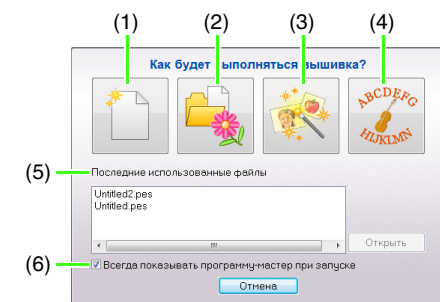 (1) (2) (3) (4)
Как будет выполняться вышивка?
ABCDEFG
HIJKLMN
(5) Последние использованные файлы
Untitled2.pes
Untitled.pes
Открыть
(6) Всегда показывать программу-мастер при запуске
Отмена